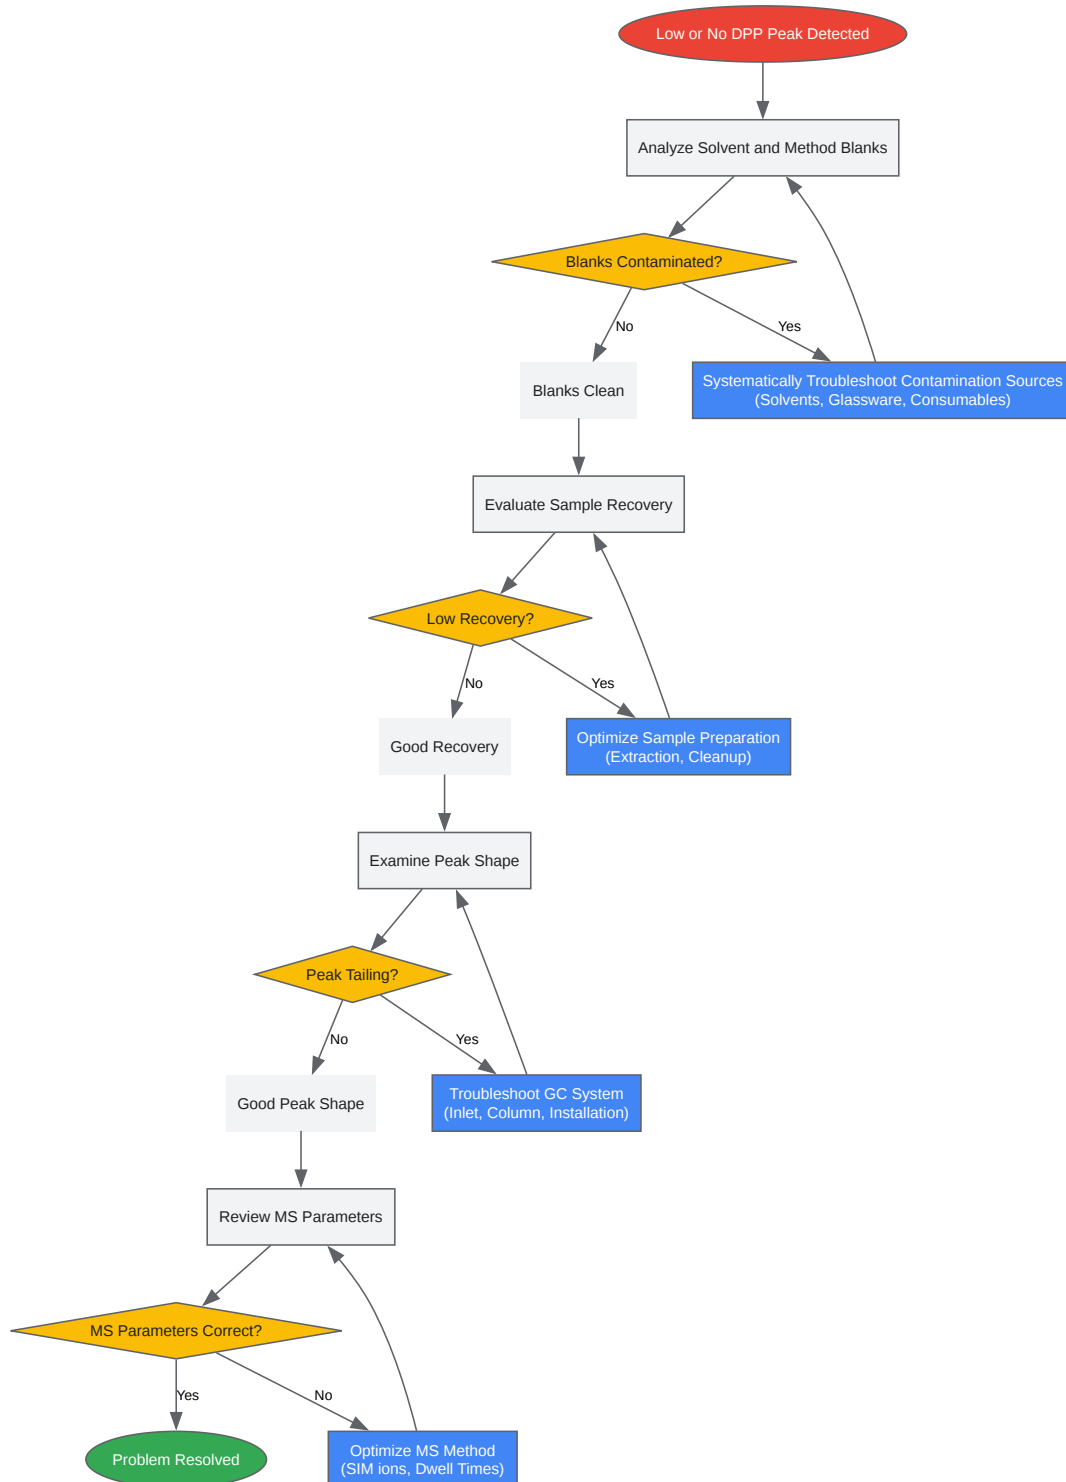 Low or No DPP Peak Detected
Analyze Solvent and Method Blanks
Blanks Contaminated?
No
Yes
Blanks Clean
Systematically Troubleshoot Contamination Sources
(Solvents, Glassware, Consumables)
Evaluate Sample Recovery
Low Recovery?
No
Yes
Good Recovery
Optimize Sample Preparation
(Extraction, Cleanup)
Examine Peak Shape
Peak Tailing?
No
Yes
Good Peak Shape
Troubleshoot GC System
(Inlet, Column, Installation)
Review MS Parameters
MS Parameters Correct?
Yes
No
Problem Resolved
Optimize MS Method
(SIM ions, Dwell Times)